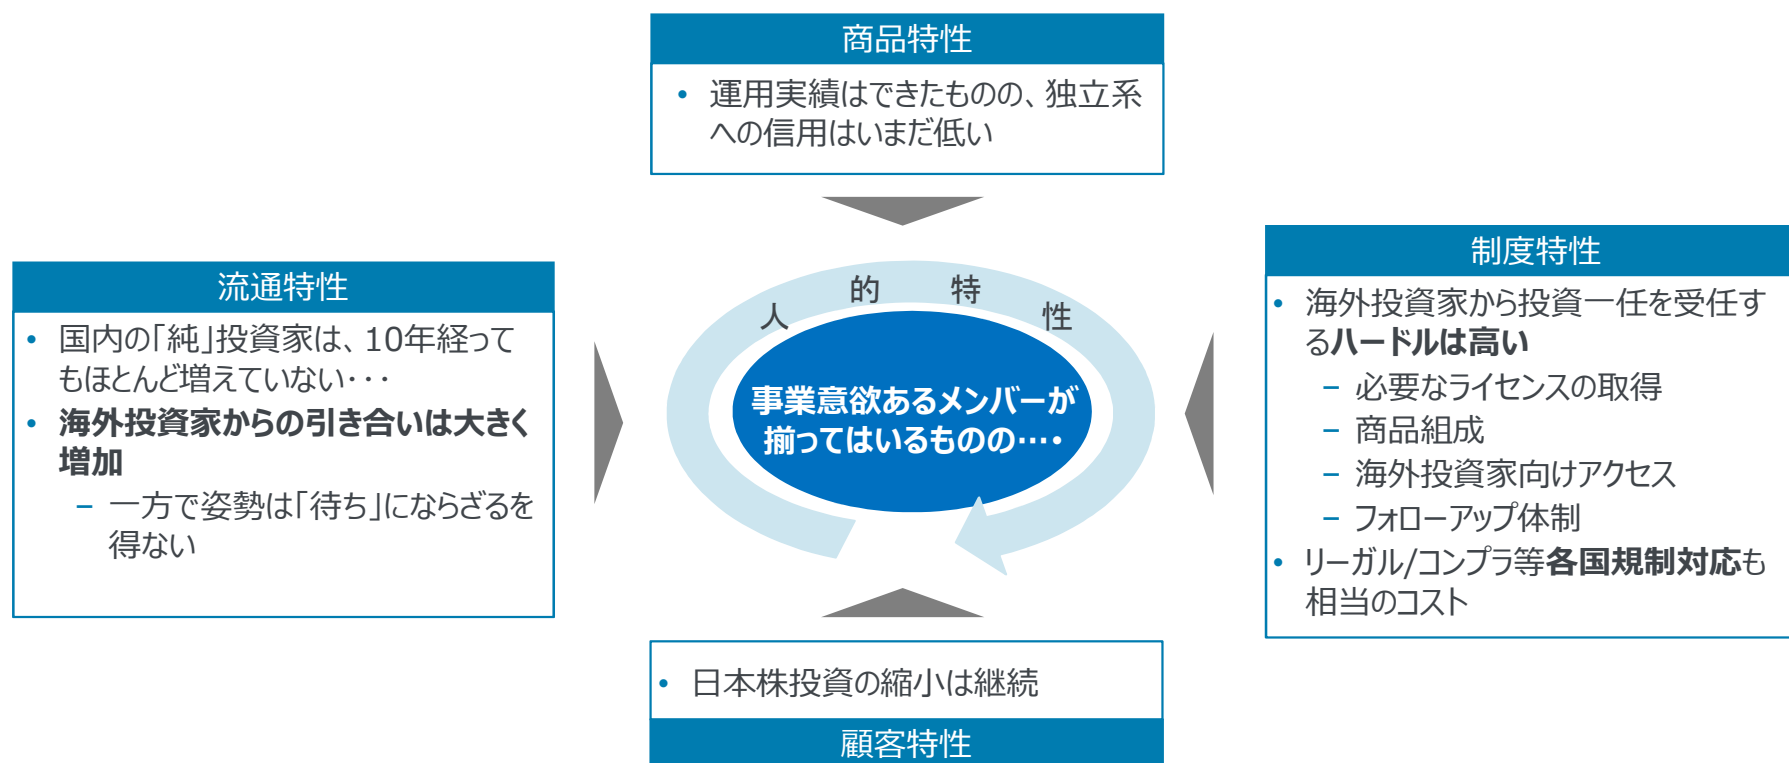 商品特性
• 運用実績はできたものの、独立系
への信用はいまだ低い
流通特性
• 国内の「純」投資家は、10年経って
もほとんど増えていない・・・
• 海外投資家からの引き合いは大きく
増加
− 一方で姿勢は「待ち」にならざるを
得ない
人的特性
事業意欲あるメンバーが
揃ってはいるものの…・
制度特性
• 海外投資家から投資一任を受任す
るハードルは高い
− 必要なライセンスの取得
− 商品組成
− 海外投資家向けアクセス
− フォローアップ体制
• リーガル/コンプラ等各国規制対応も
相当のコスト
• 日本株投資の縮小は継続
顧客特性